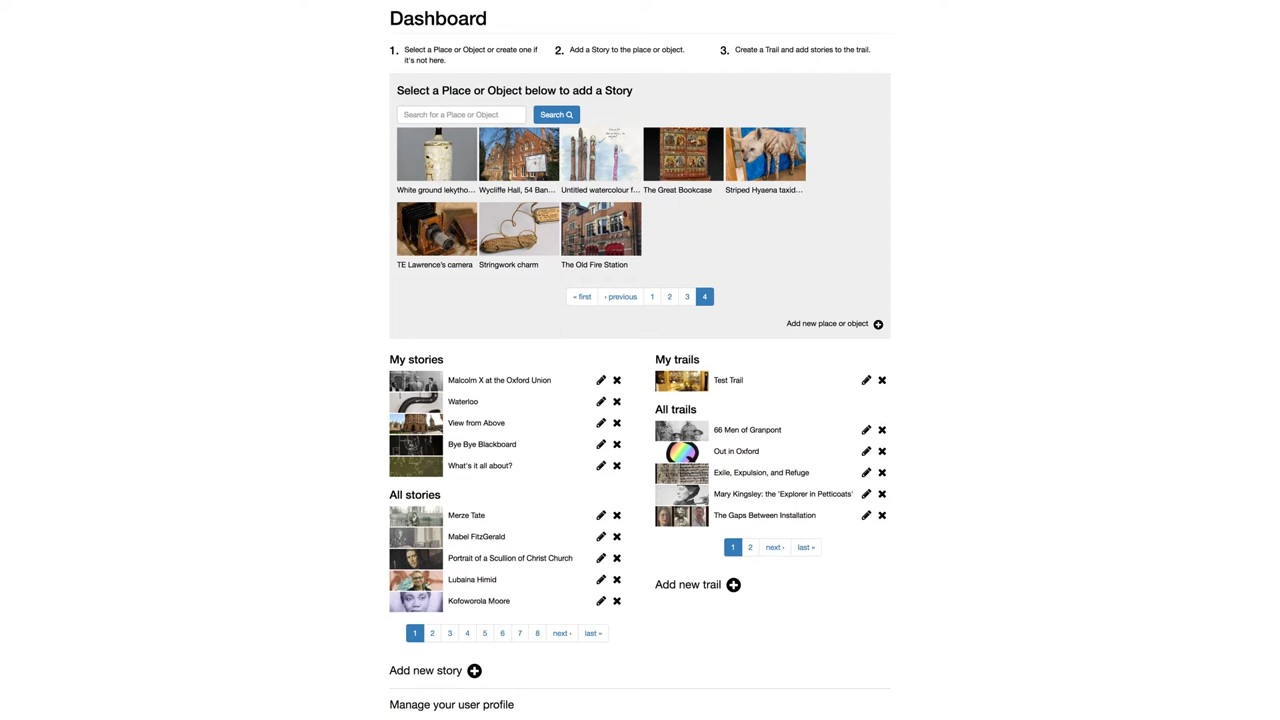 Dashboard
1. Select a Place or Object or create one if
it's not here.
2. Add a Story to the place or object.
3. Create a Trail and add stories to the trail.
Select a Place or Object below to add a Story
Search for a Place or Object
Search
White ground lekytho...
Wycliffe Hall, 54 Ban...
Untitled watercolour f...
The Great Bookcase
Striped Hyaena taxid...
TE Lawrence's camera
Stringwork charm
The Old Fire Station
« first ‹ previous 1 2 3 4
Add new place or object
My stories
Malcolm X at the Oxford Union
Waterloo
View from Above
Bye Bye Blackboard
What's it all about?
All stories
Merze Tate
Mabel FitzGerald
Portrait of a Scullion of Christ Church
Lubaina Himid
Kofoworola Moore
1 2 3 4 5 6 7 8 next › last »
Add new story
My trails
Test Trail
All trails
66 Men of Granpont
Out in Oxford
Exile, Expulsion, and Refuge
Mary Kingsley: the 'Explorer in Petticoats'
The Gaps Between Installation
1 2 next › last »
Add new trail
Manage your user profile